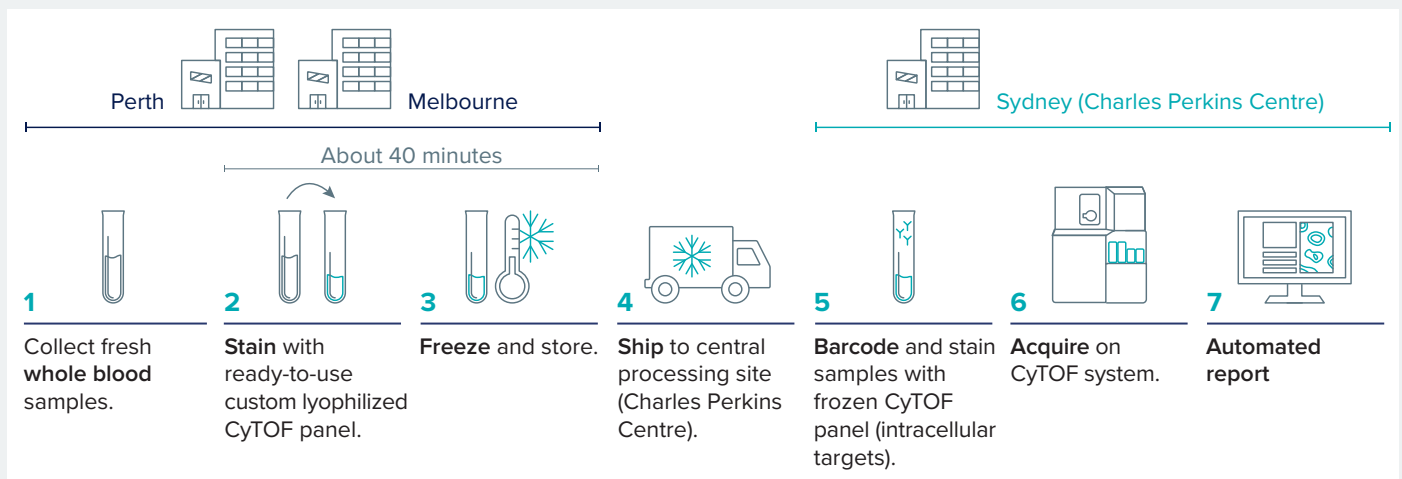 Perth
Melbourne
Sydney (Charles Perkins Centre)
About 40 minutes
1
Collect fresh
whole blood
samples.
2
Stain with
ready-to-use
custom lyophilized
CyTOF panel.
3
Freeze and store.
4
Ship to central
processing site
(Charles Perkins
Centre).
5
Barcode and stain
samples with
frozen CyTOF
panel (intracellular
targets).
6
Acquire on
CyTOF system.
7
Automated
report